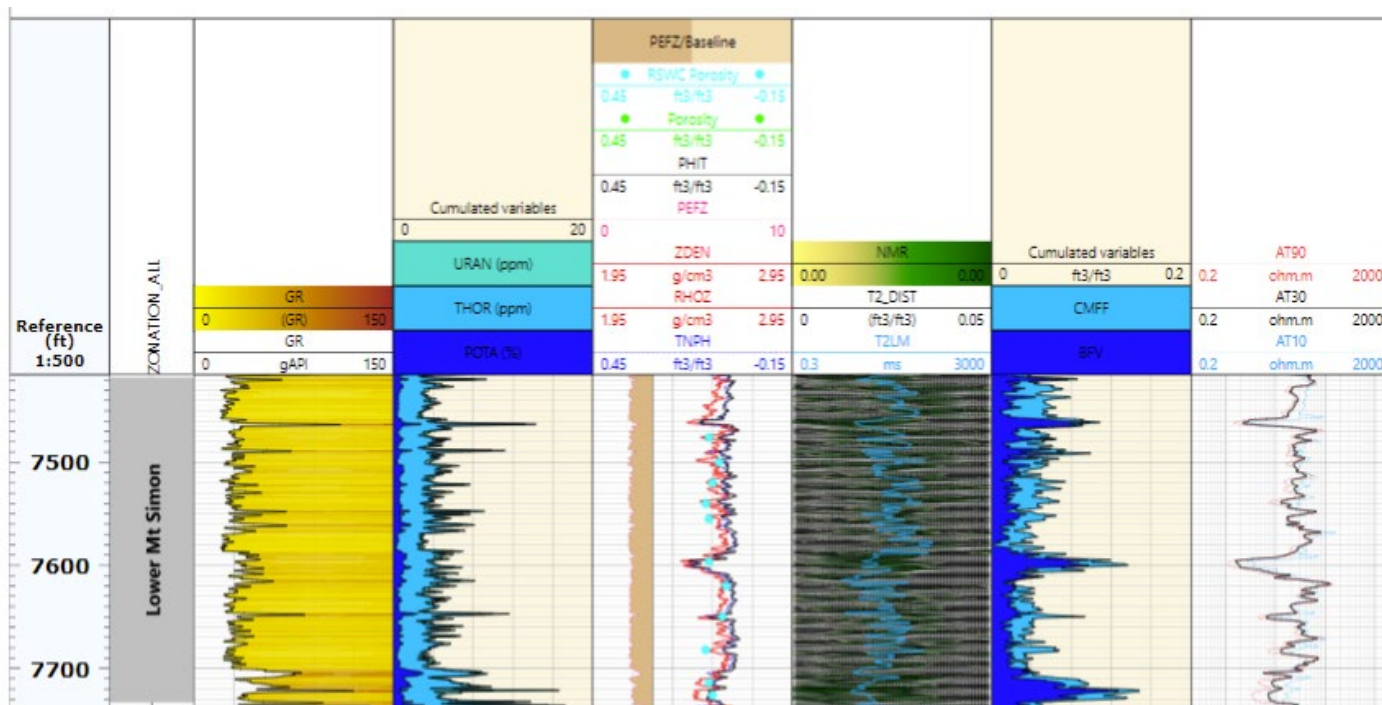 PEFZ/Baseline
RSWC Porosity
0.45 ft3/ft3 -0.15
Porosity
0.45 ft3/ft3 -0.15
PHIT
0.45 ft3/ft3 -0.15
PEFZ
0 10
ZDEN
1.95 g/cm3 2.95
RHOZ
1.95 g/cm3 2.95
TNPH
0.45 ft3/ft3 -0.15
Reference
(ft)
1:500
ZONATION_ALL
GR
0 (GR) 150
GR
0 gAPI 150
Cumulated variables
0 20
URAN (ppm)
THOR (ppm)
POTA (%)
NMR
0.00 0.00
T2_DIST
0 (ft3/ft3) 0.05
T2LM
0.3 ms 3000
Cumulated variables
0 ft3/ft3 0.2
CMFF
BFV
AT90
0.2 ohm.m 2000
AT30
0.2 ohm.m 2000
AT10
0.2 ohm.m 2000
7500
7600
7700
Lower Mt Simon